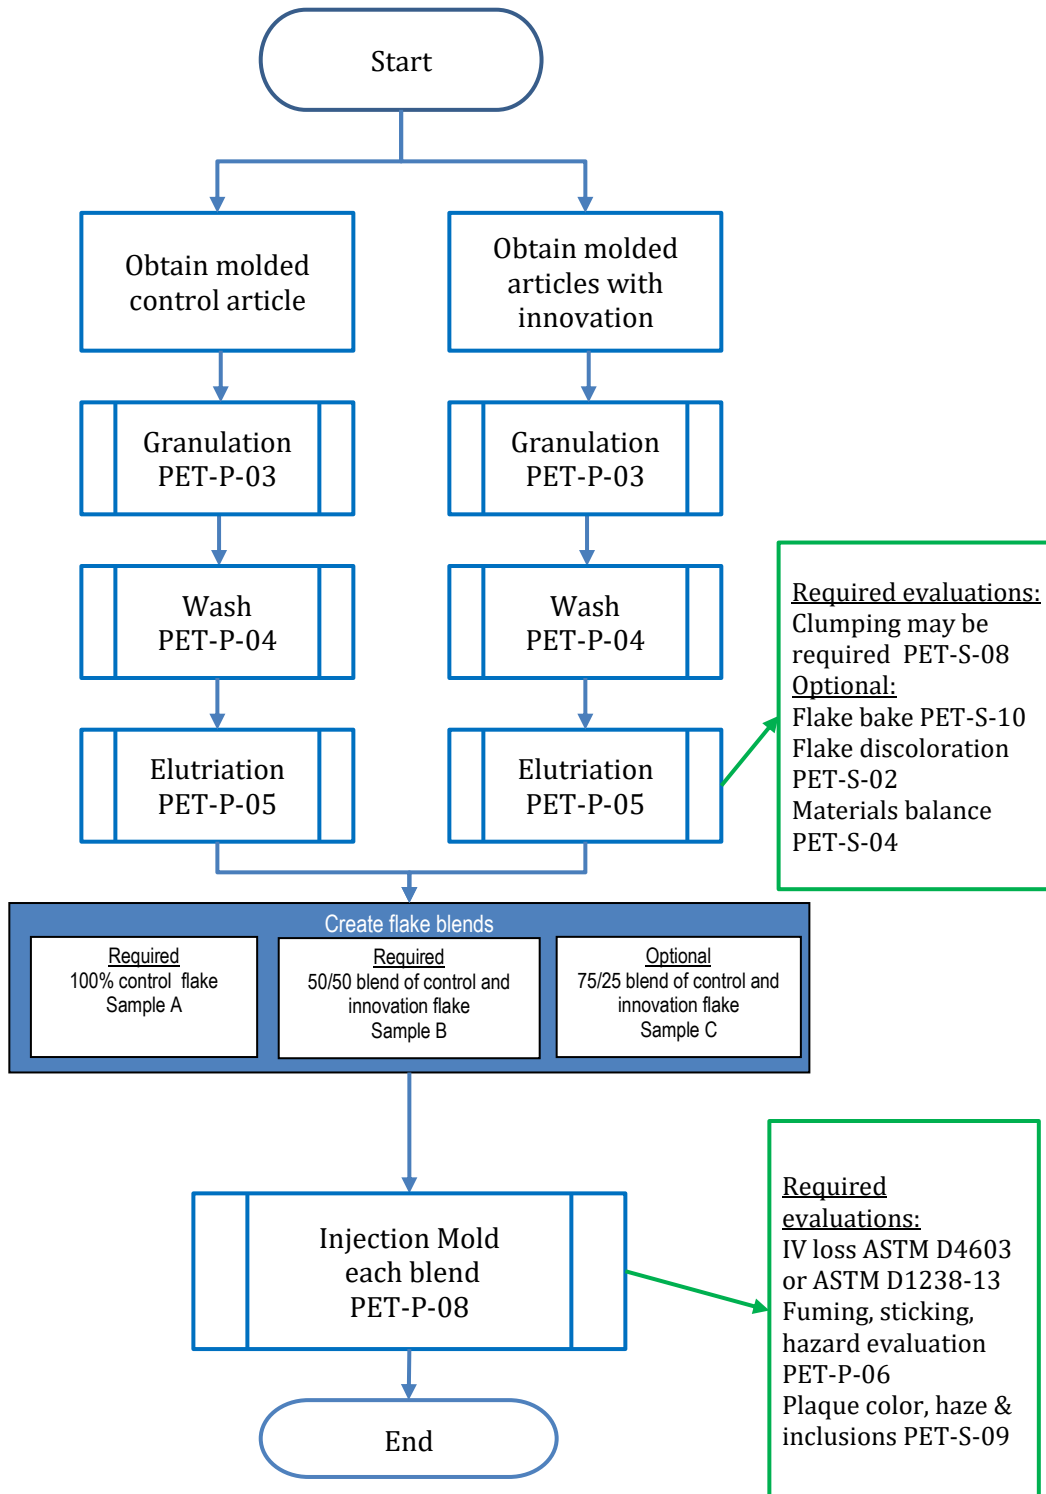 Start
Obtain molded
control article
Obtain molded
articles with
innovation
Granulation
PET-P-03
Granulation
PET-P-03
Wash
PET-P-04
Wash
PET-P-04
Elutriation
PET-P-05
Elutriation
PET-P-05
Required evaluations:
Clumping may be
required  PET-S-08
Optional:
Flake bake PET-S-10
Flake discoloration
PET-S-02
Materials balance
PET-S-04
Create flake blends
Required
100% control  flake
Sample A
Required
50/50 blend of control and
innovation flake
Sample B
Optional
75/25 blend of control and
innovation flake
Sample C
Injection Mold
each blend
PET-P-08
Required
evaluations:
IV loss ASTM D4603
or ASTM D1238-13
Fuming, sticking,
hazard evaluation
PET-P-06
Plaque color, haze &
inclusions PET-S-09
End